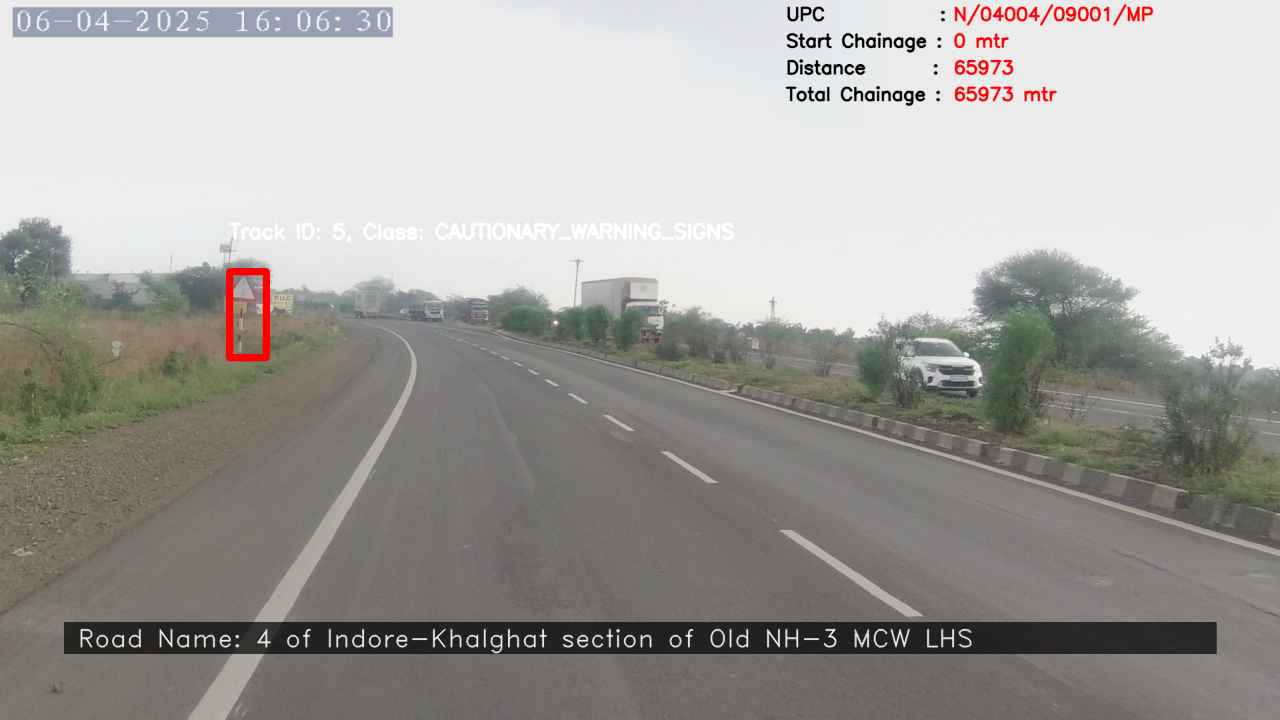 06-04-2025 16:06:30
UPC : N/04004/09001/MP
Start Chainage : 0 mtr
Distance : 65973
Total Chainage : 65973 mtr
Track ID: 5, Class: CAUTIONARY_WARNING_SIGNS
Road Name: 4 of Indore-Khalghat section of Old NH-3 MCW LHS